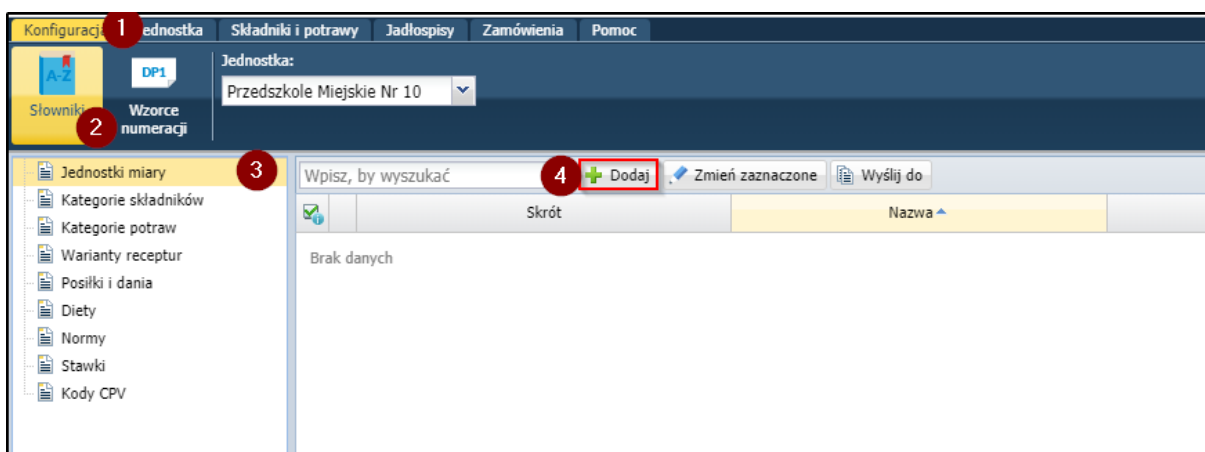 Konfiguracja 1 ednostka Składniki i potrawy Jadłospisy Zamówienia Pomoc
A-Z DP1 Jednostka:
Przedszkole Miejskie Nr 10
Słowniki 2 Wzorce numeracji
Jednostki miary 3
Kategorie składników
Kategorie potraw
Warianty receptur
Posiłki i dania
Diety
Normy
Stawki
Kody CPV
Wpisz, by wyszukać 4 Dodaj Zmień zaznaczone Wyślij do
Skrót Nazwa
Brak danych